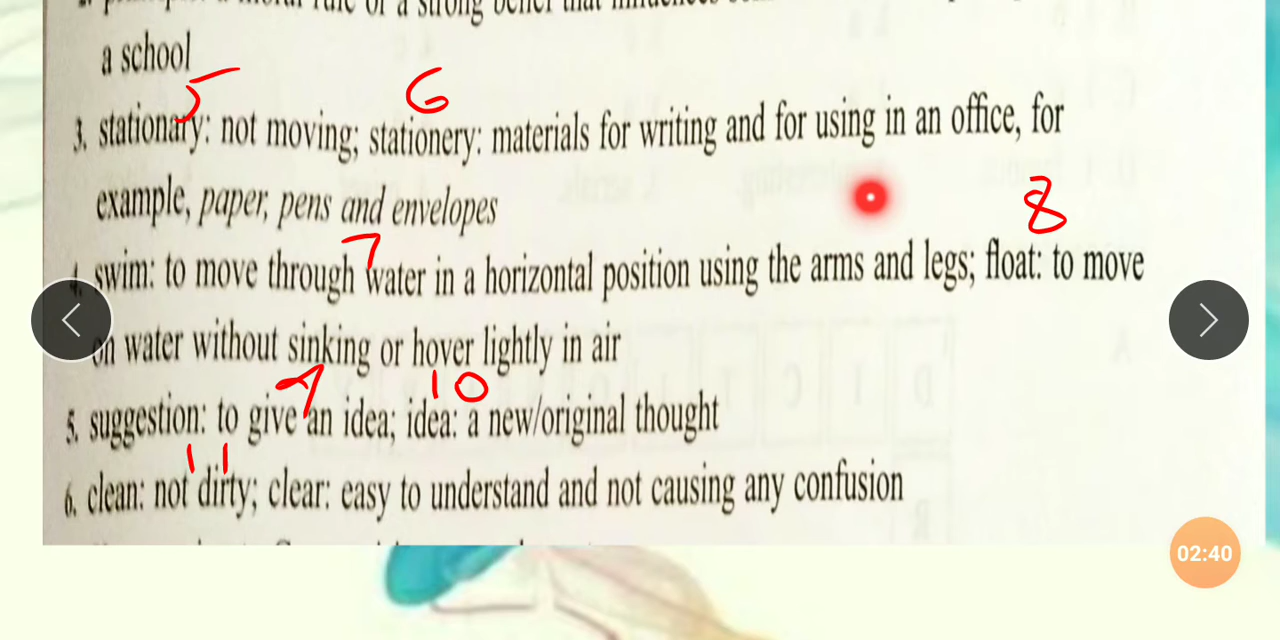 a school
5 6
3. stationary: not moving; stationery: materials for writing and for using in an office, for
8
example, paper, pens and envelopes
7
4. swim: to move through water in a horizontal position using the arms and legs; float: to move
on water without sinking or hover lightly in air
9 10
5. suggestion: to give an idea; idea: a new/original thought
11
6. clean: not dirty; clear: easy to understand and not causing any confusion
02:40